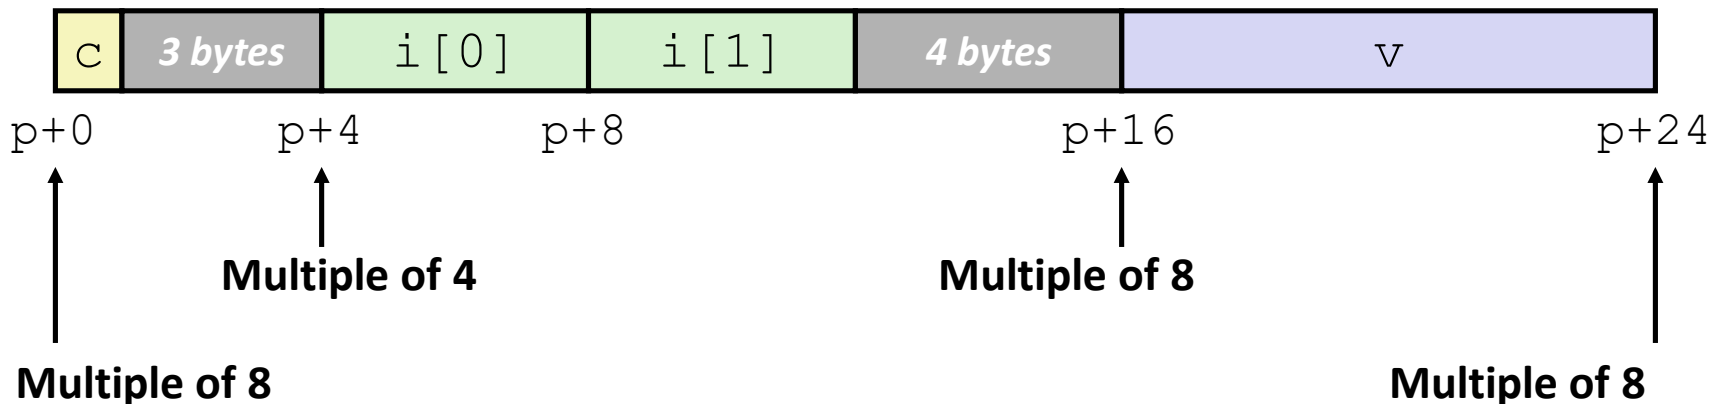 c 3 bytes i[0] i[1] 4 bytes v
p+0 p+4 p+8 p+16 p+24
Multiple of 4 Multiple of 8
Multiple of 8 Multiple of 8